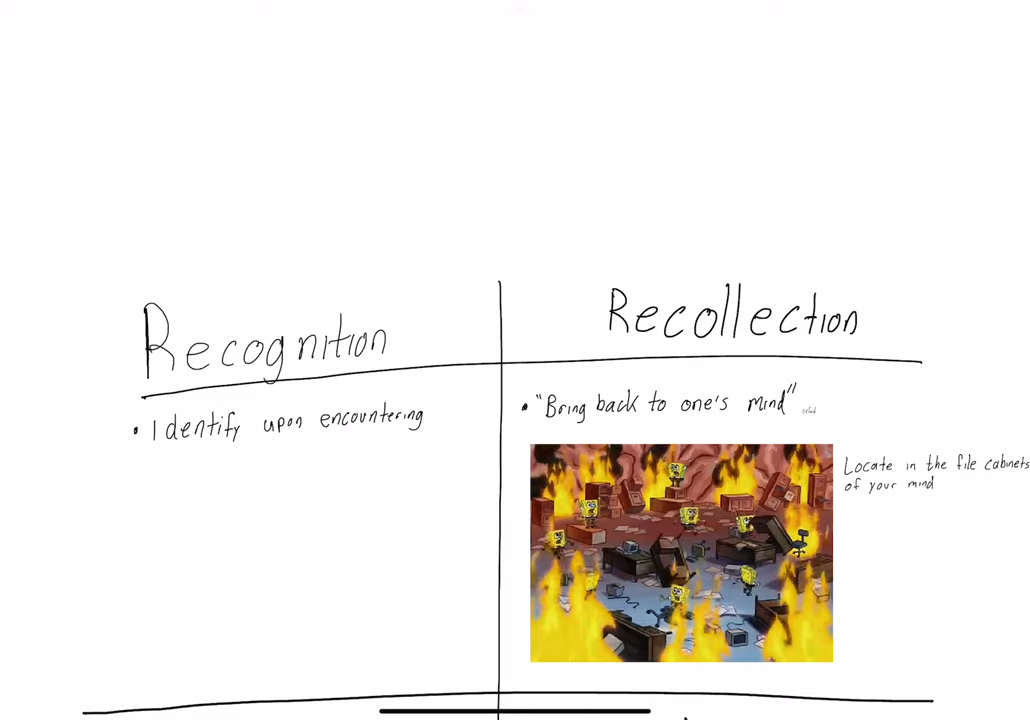 Recognition
Recollection
• Identify upon encountering
• "Bring back to one's mind"
Locate in the file cabinets
of your mind